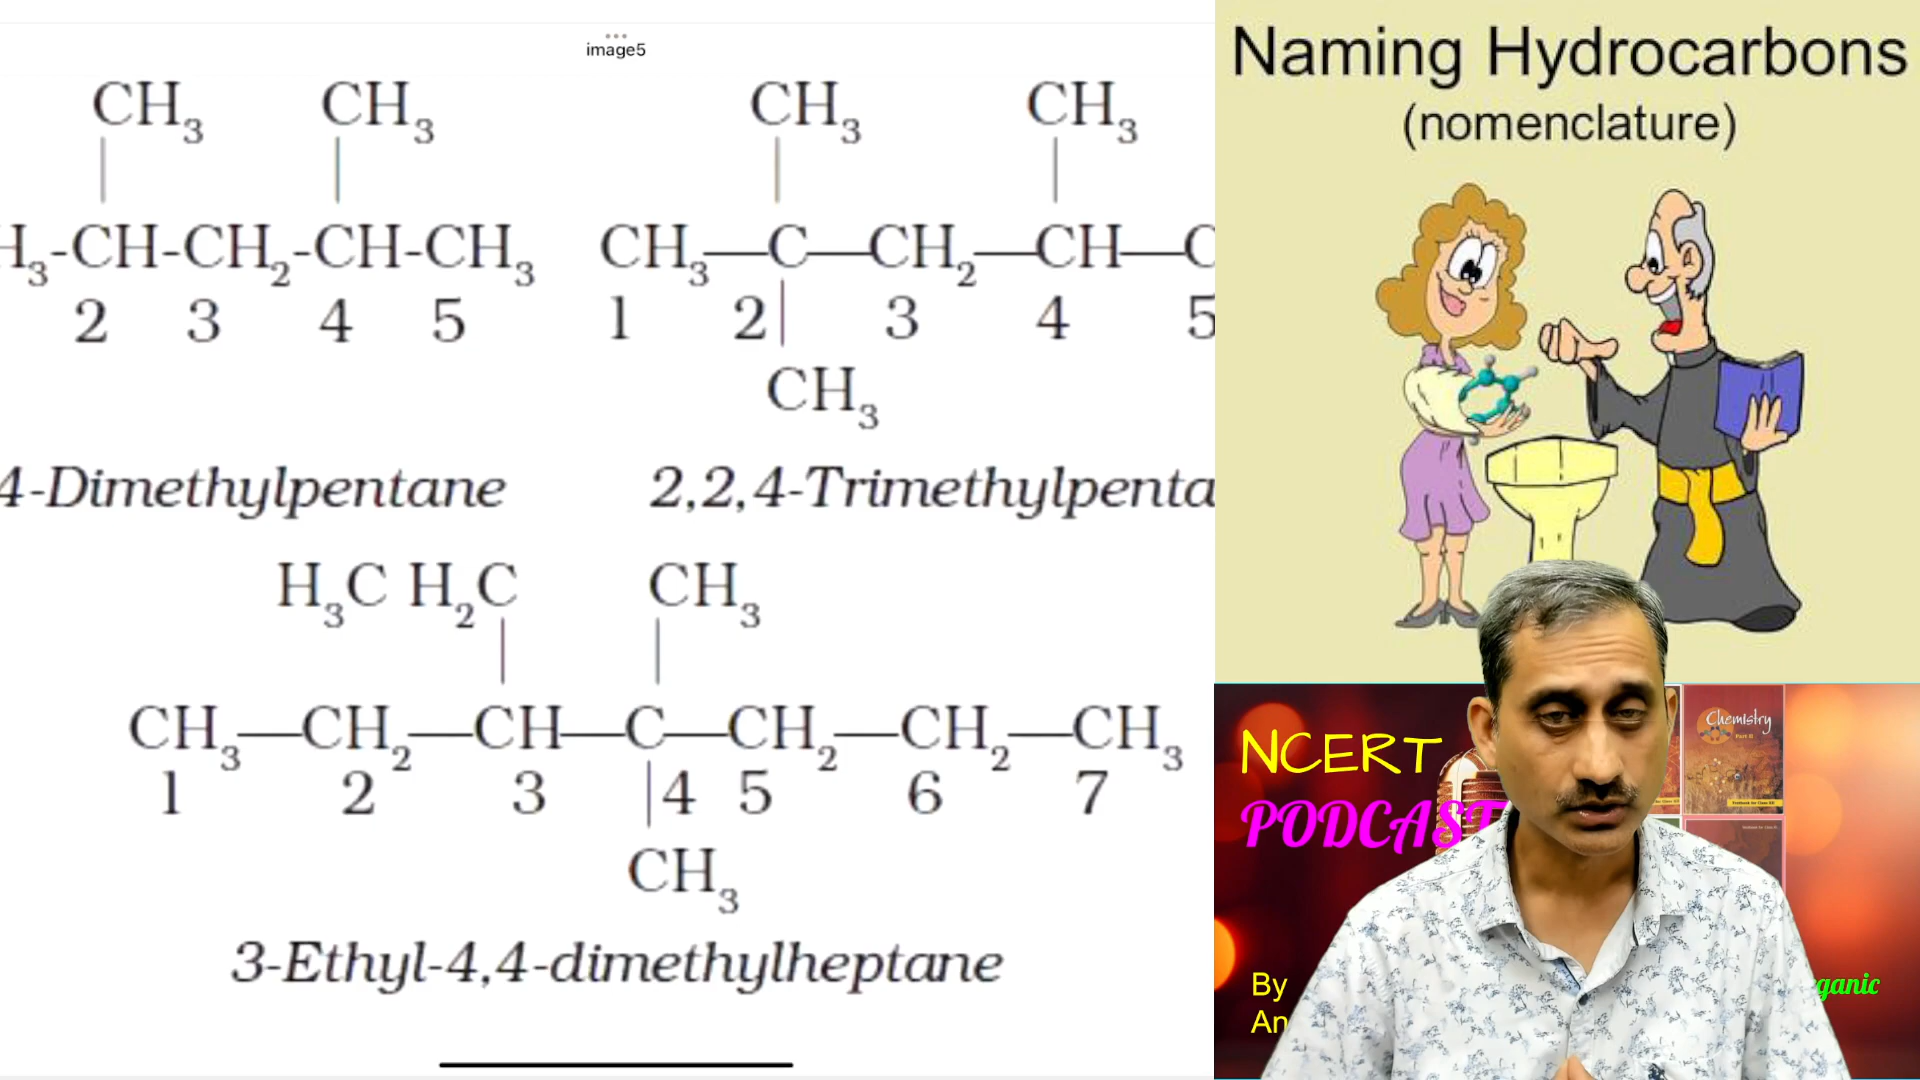 image5
CH3 CH3 CH3 CH3
H3-CH-CH2-CH-CH3 CH3—C—CH2—CH—C
2 3 4 5 1 2 3 4 5
CH3
4-Dimethylpentane 2,2,4-Trimethylpenta
H3C H2C CH3
CH3—CH2—CH—C—CH2—CH2—CH3
1 2 3 4 5 6 7
CH3
3-Ethyl-4,4-dimethylheptane
Naming Hydrocarbons
(nomenclature)
NCERT
PODCAST
Chemistry
Part II
By
An
ganic